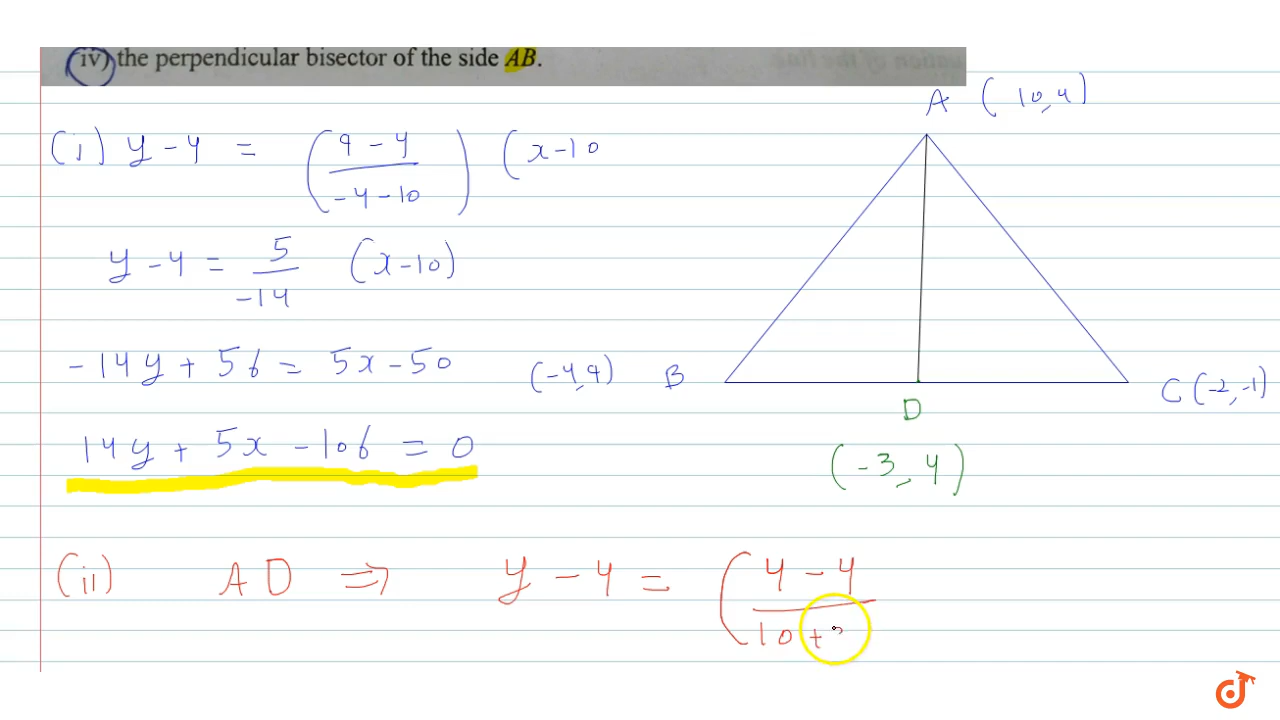 iv) the perpendicular bisector of the side AB.
A (10,4)
(i) y-4 = (9-4/-4-10) (x-10
y-4 = 5/-14 (x-10)
-14y + 56 = 5x-50
(-4,9) B
C(-2,-1)
D
14y + 5x -106 = 0
(-3, 4)
(ii) AD ⇒ y-4 = (4-4/10+